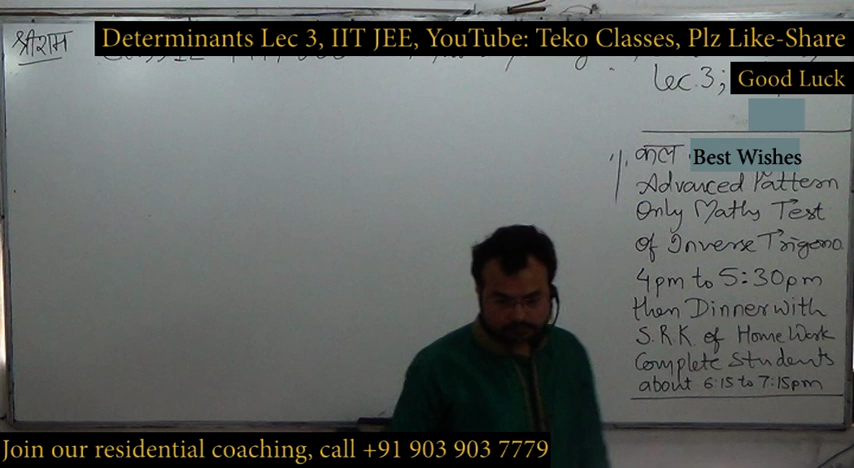 श्रीराम
Determinants Lec 3, IIT JEE, YouTube: Teko Classes, Plz Like-Share
Lec.3;
Good Luck
कल
Best Wishes
Advanced Pattern
Only Maths Test
of Inverse Trigono
4pm to 5:30pm
then Dinner with
S.R.K. of Home Work
Complete Students
about 6:15 to 7:15pm
Join our residential coaching, call +91 903 903 7779